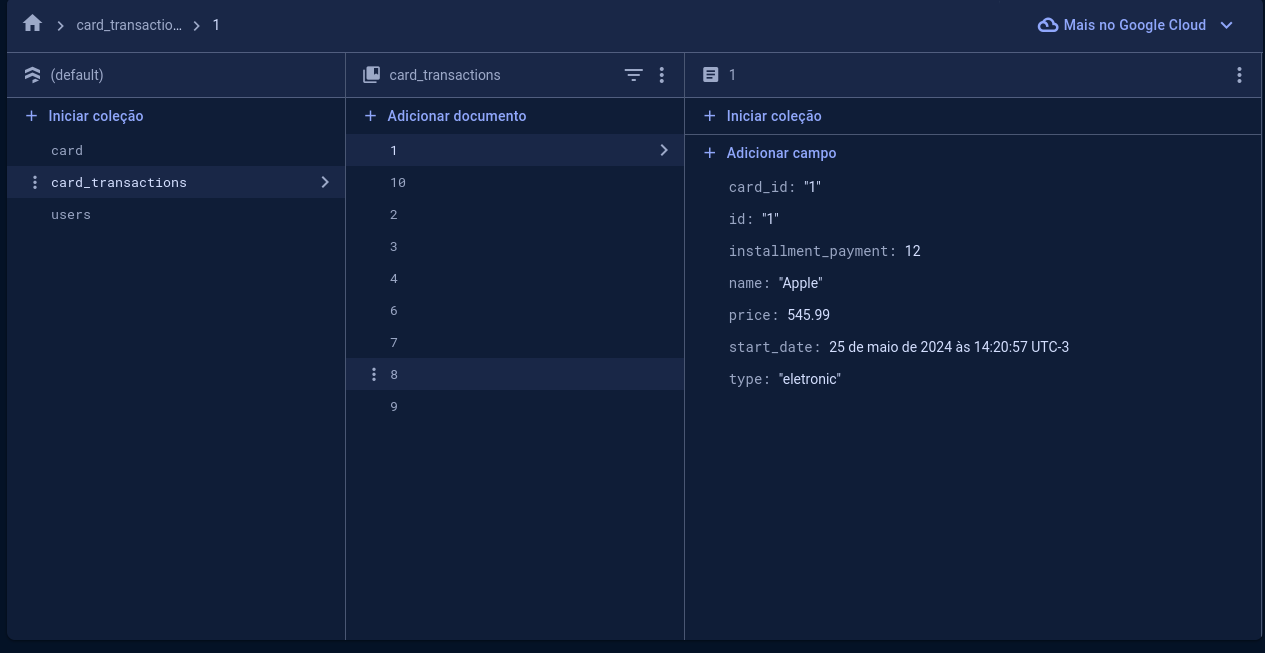 card_transactio… 1
Mais no Google Cloud
(default)
card_transactions
1
Iniciar coleção
card
card_transactions
users
Adicionar documento
1
10
2
3
4
6
7
8
9
Iniciar coleção
Adicionar campo
card_id: "1"
id: "1"
installment_payment: 12
name: "Apple"
price: 545.99
start_date: 25 de maio de 2024 às 14:20:57 UTC-3
type: "eletronic"